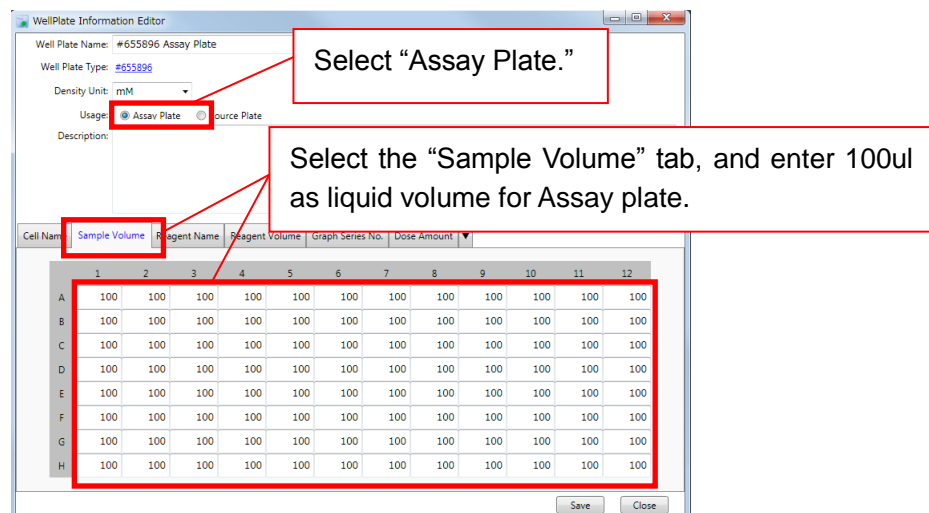 WellPlate Information Editor
Well Plate Name: #655896 Assay Plate
Select “Assay Plate.”
Well Plate Type: #655896
Density Unit: mM
Usage: Assay Plate ource Plate
Description:
Select the “Sample Volume” tab, and enter 100ul
as liquid volume for Assay plate.
Cell Name Sample Volume Reagent Name Reagent Volume Graph Series No. Dose Amount
1 2 3 4 5 6 7 8 9 10 11 12
A 100 100 100 100 100 100 100 100 100 100 100 100
B 100 100 100 100 100 100 100 100 100 100 100 100
C 100 100 100 100 100 100 100 100 100 100 100 100
D 100 100 100 100 100 100 100 100 100 100 100 100
E 100 100 100 100 100 100 100 100 100 100 100 100
F 100 100 100 100 100 100 100 100 100 100 100 100
G 100 100 100 100 100 100 100 100 100 100 100 100
H 100 100 100 100 100 100 100 100 100 100 100 100
Save Close